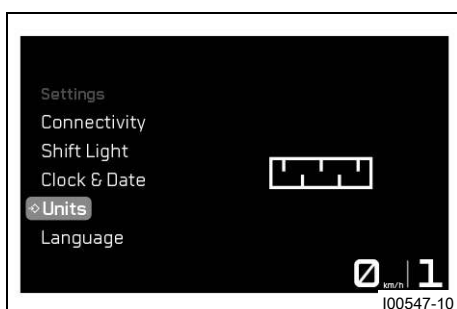 Settings
Connectivity
Shift Light
Clock & Date
Units
Language
0 km/h 1
I00547-10